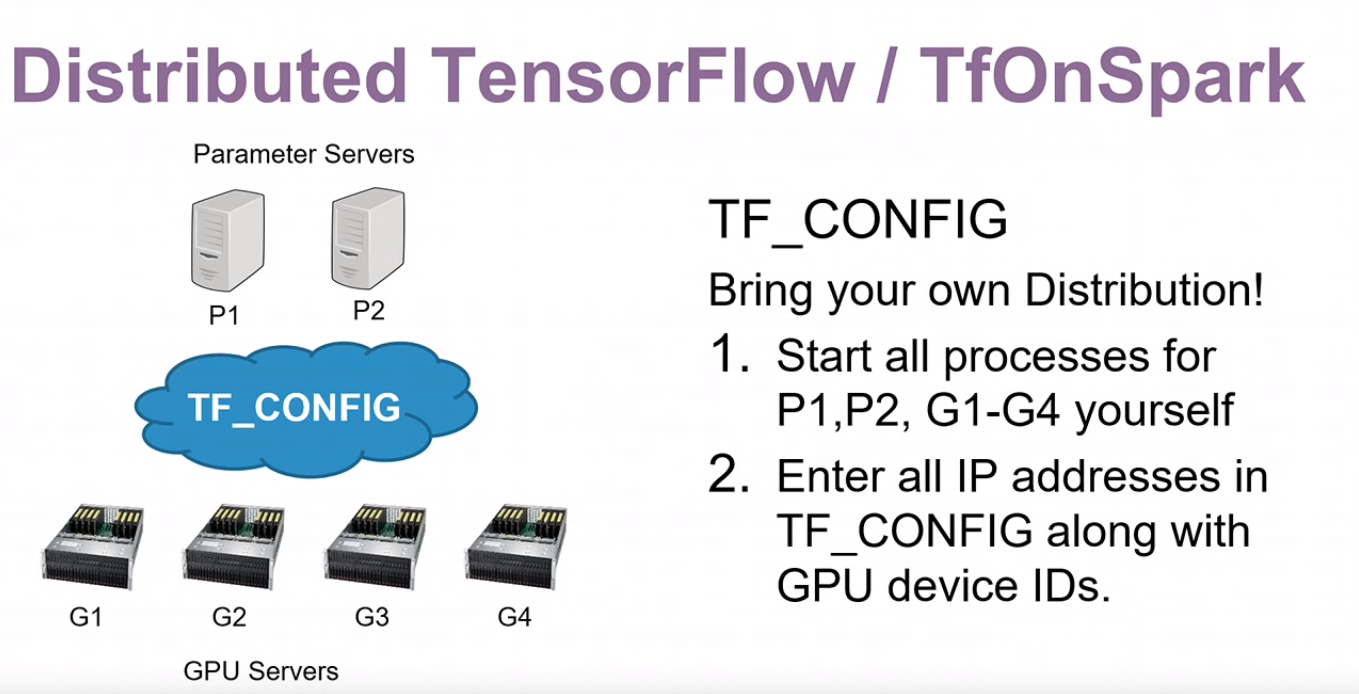 Distributed TensorFlow / TfOnSpark
Parameter Servers
P1
P2
TF_CONFIG
G1
G2
G3
G4
GPU Servers
TF_CONFIG
Bring your own Distribution!
1. Start all processes for
P1,P2, G1-G4 yourself
2. Enter all IP addresses in
TF_CONFIG along with
GPU device IDs.